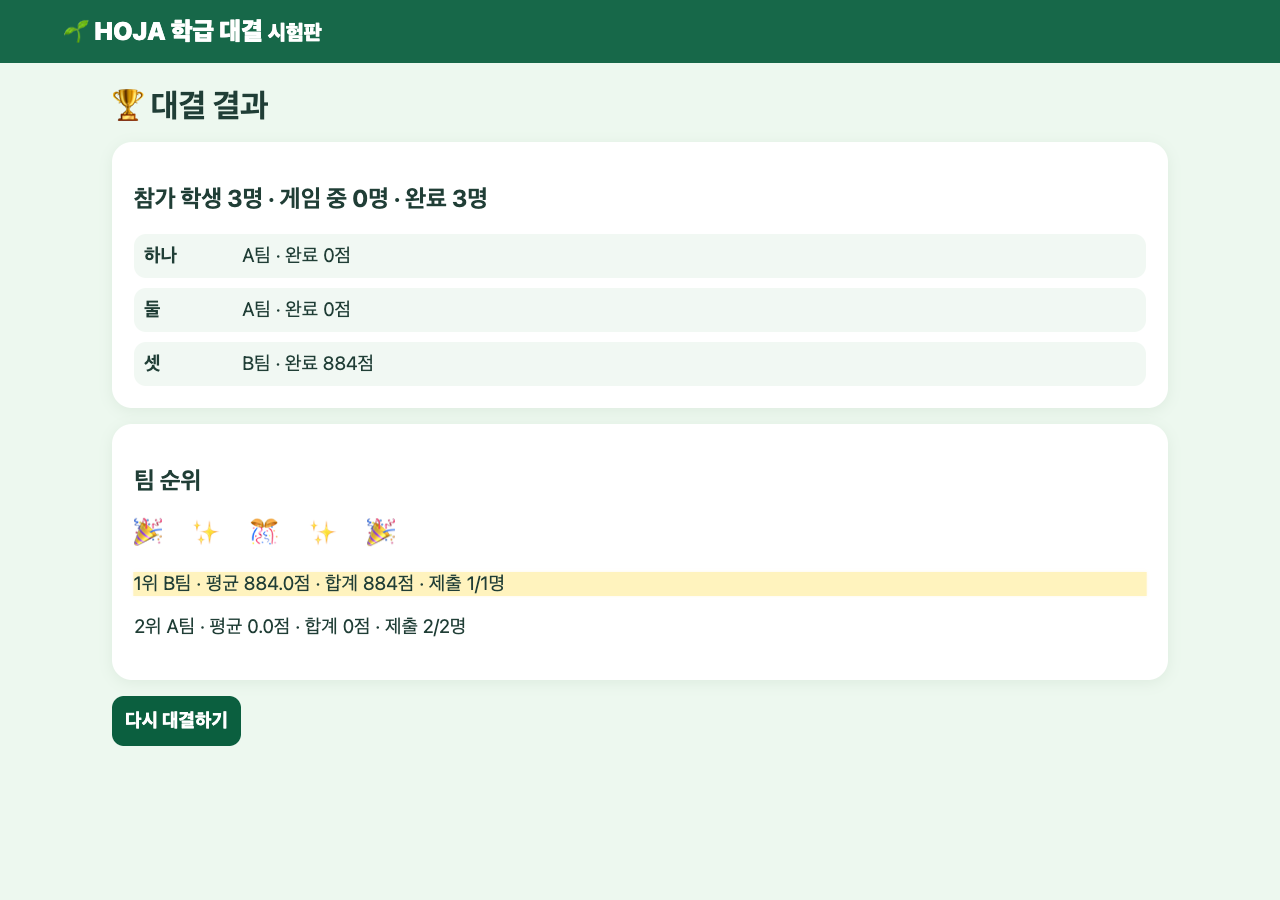 🌱 HOJA 학급 대결 시험판
🏆 대결 결과
참가 학생 3명 · 게임 중 0명 · 완료 3명
하나 A팀 · 완료 0점
둘 A팀 · 완료 0점
셋 B팀 · 완료 884점
팀 순위
🎉 ✨ 🎊 ✨ 🎉
1위 B팀 · 평균 884.0점 · 합계 884점 · 제출 1/1명
2위 A팀 · 평균 0.0점 · 합계 0점 · 제출 2/2명
다시 대결하기